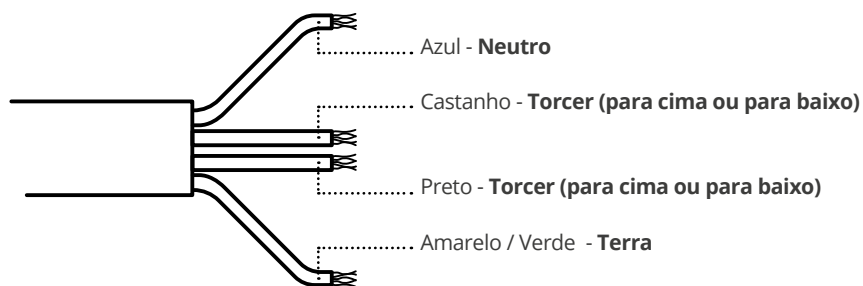 Azul - Neutro
Castanho - Torcer (para cima ou para baixo)
Preto - Torcer (para cima ou para baixo)
Amarelo / Verde - Terra